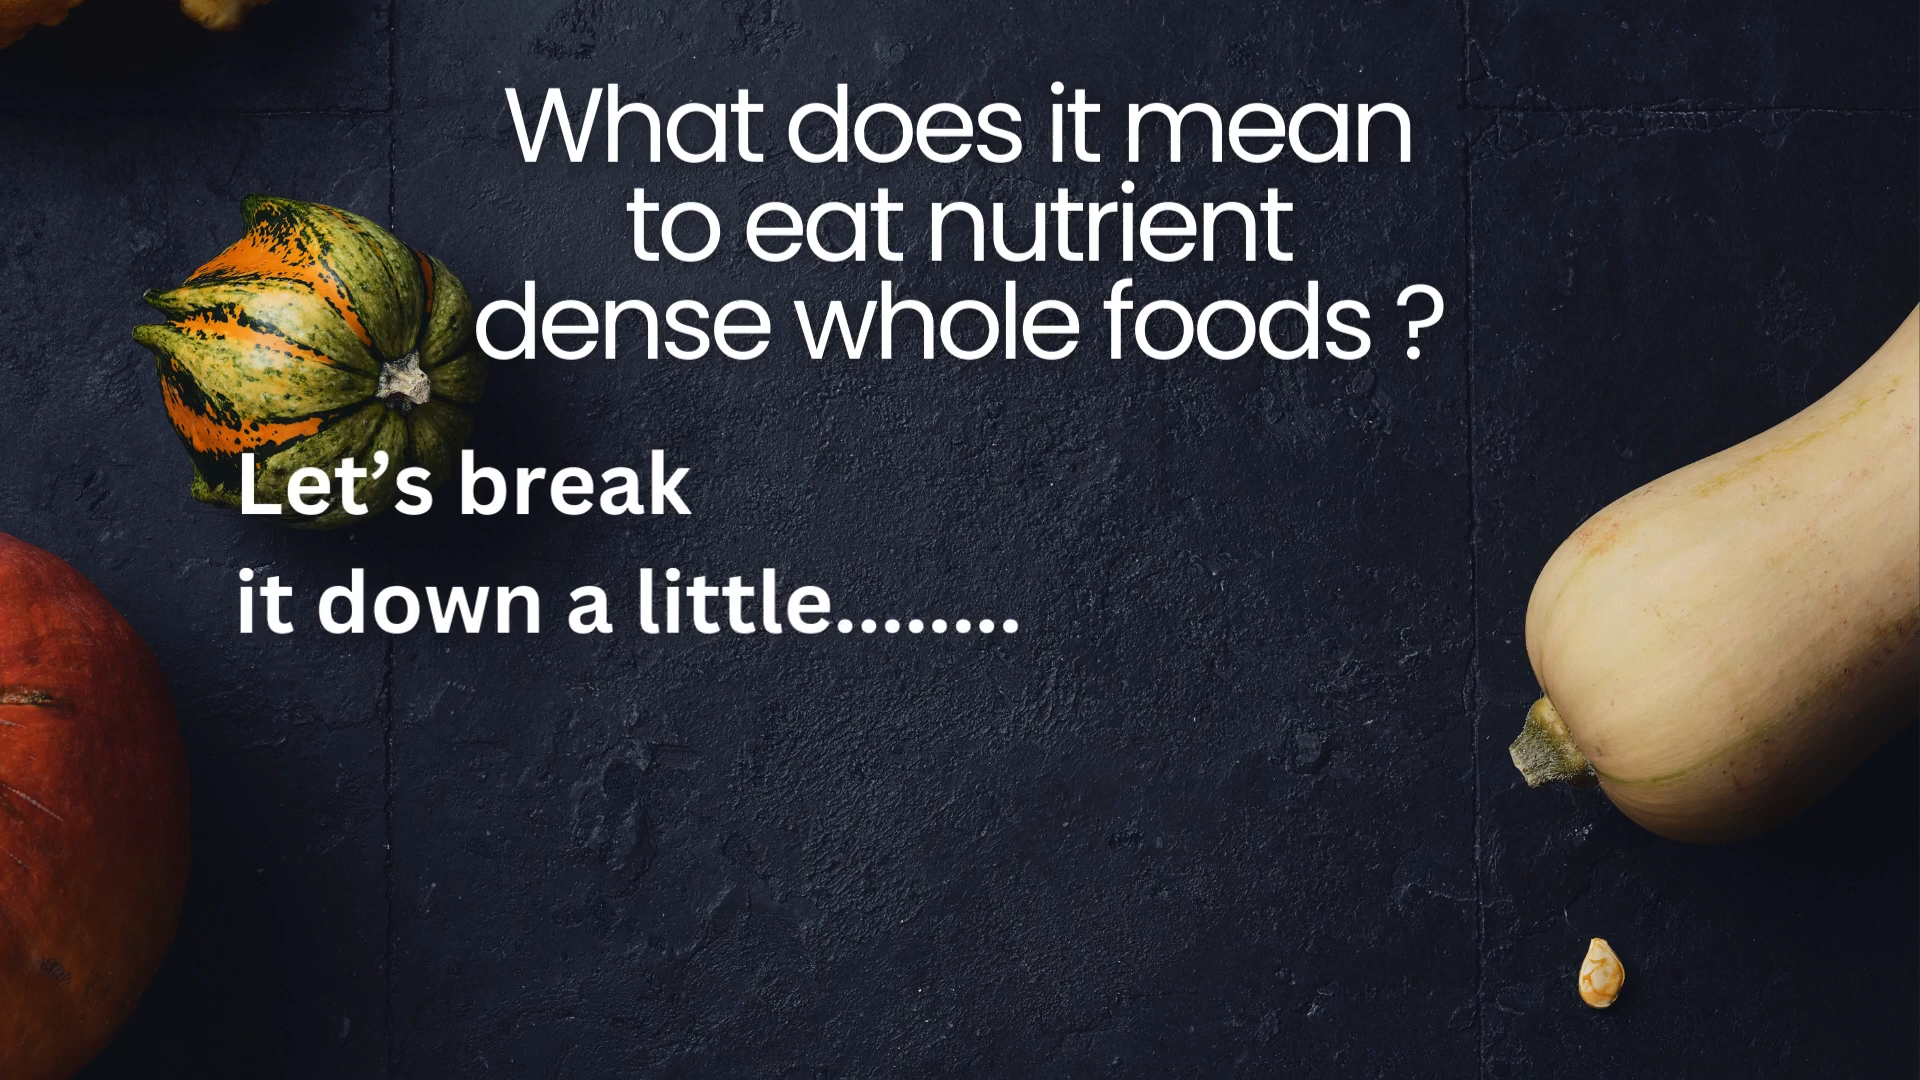 What does it mean
to eat nutrient
dense whole foods ?
Let’s break
it down a little........